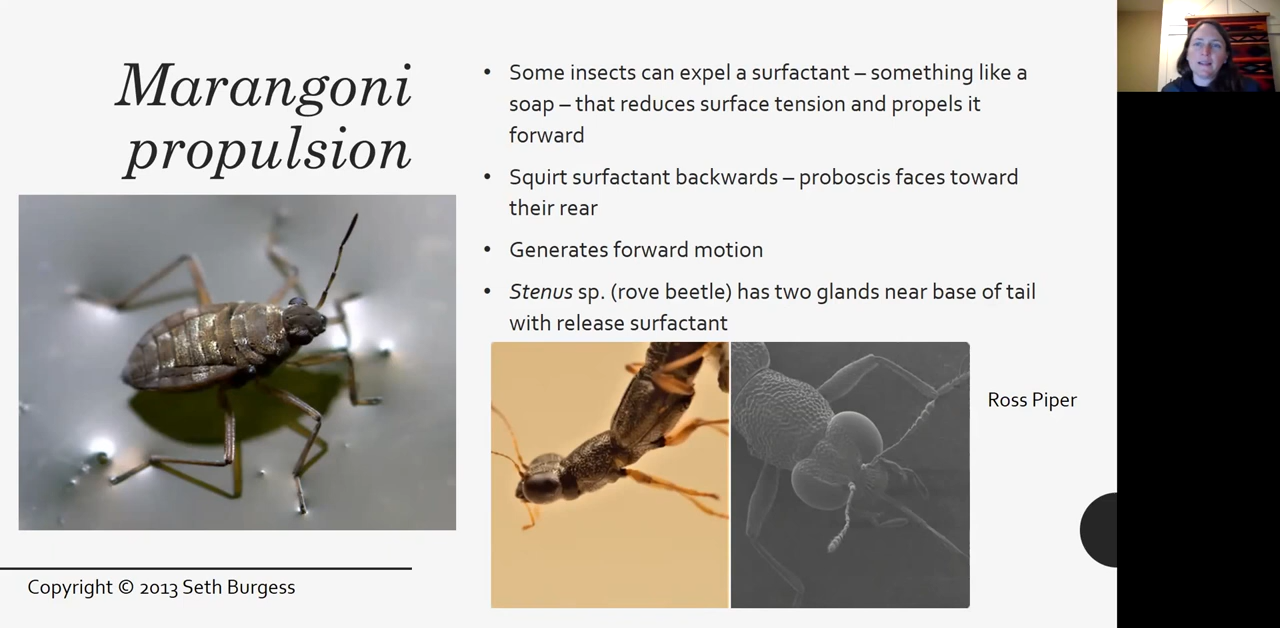 Marangoni
propulsion
• Some insects can expel a surfactant – something like a
soap – that reduces surface tension and propels it
forward
• Squirt surfactant backwards – proboscis faces toward
their rear
• Generates forward motion
• Stenus sp. (rove beetle) has two glands near base of tail
with release surfactant
Ross Piper
Copyright © 2013 Seth Burgess